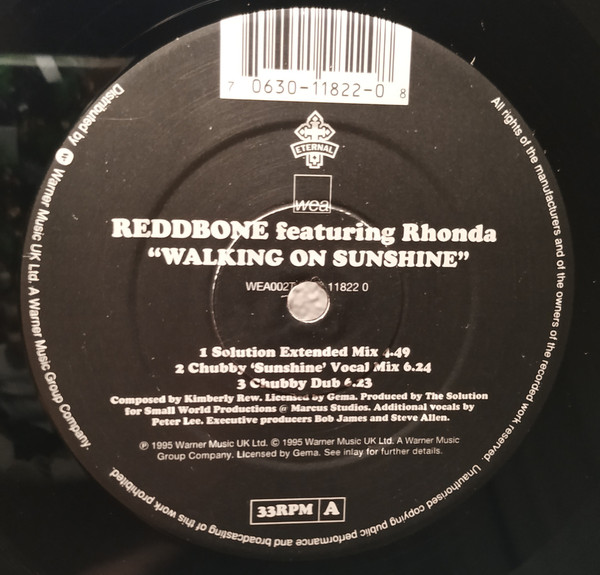 7 0630-11822-0 8
ETERNAL
wea
REDDBONE featuring Rhonda
“WALKING ON SUNSHINE”
11822 0
1 Solution Extended Mix 4.49
2 Chubby ‘Sunshine’ Vocal Mix 6.24
3 Chubby Dub 6.23
Composed by Kimberly Rew. Licensed by Gema. Produced by The Solution
for Small World Productions @ Marcus Studios. Additional vocals by
Peter Lee. Executive producers Bob James and Steve Allen.
℗ 1995 Warner Music UK Ltd. © 1995 Warner Music UK Ltd. A Warner Music
Group Company. Licensed by Gema. See inlay for further details.
33RPM A
All rights of the manufacturers and of the owners of the recorded work reserved. Unauthorised copying public performance and broadcasting of this work prohibited.
Distributed by Warner Music UK Ltd. A Warner Music Group Company.